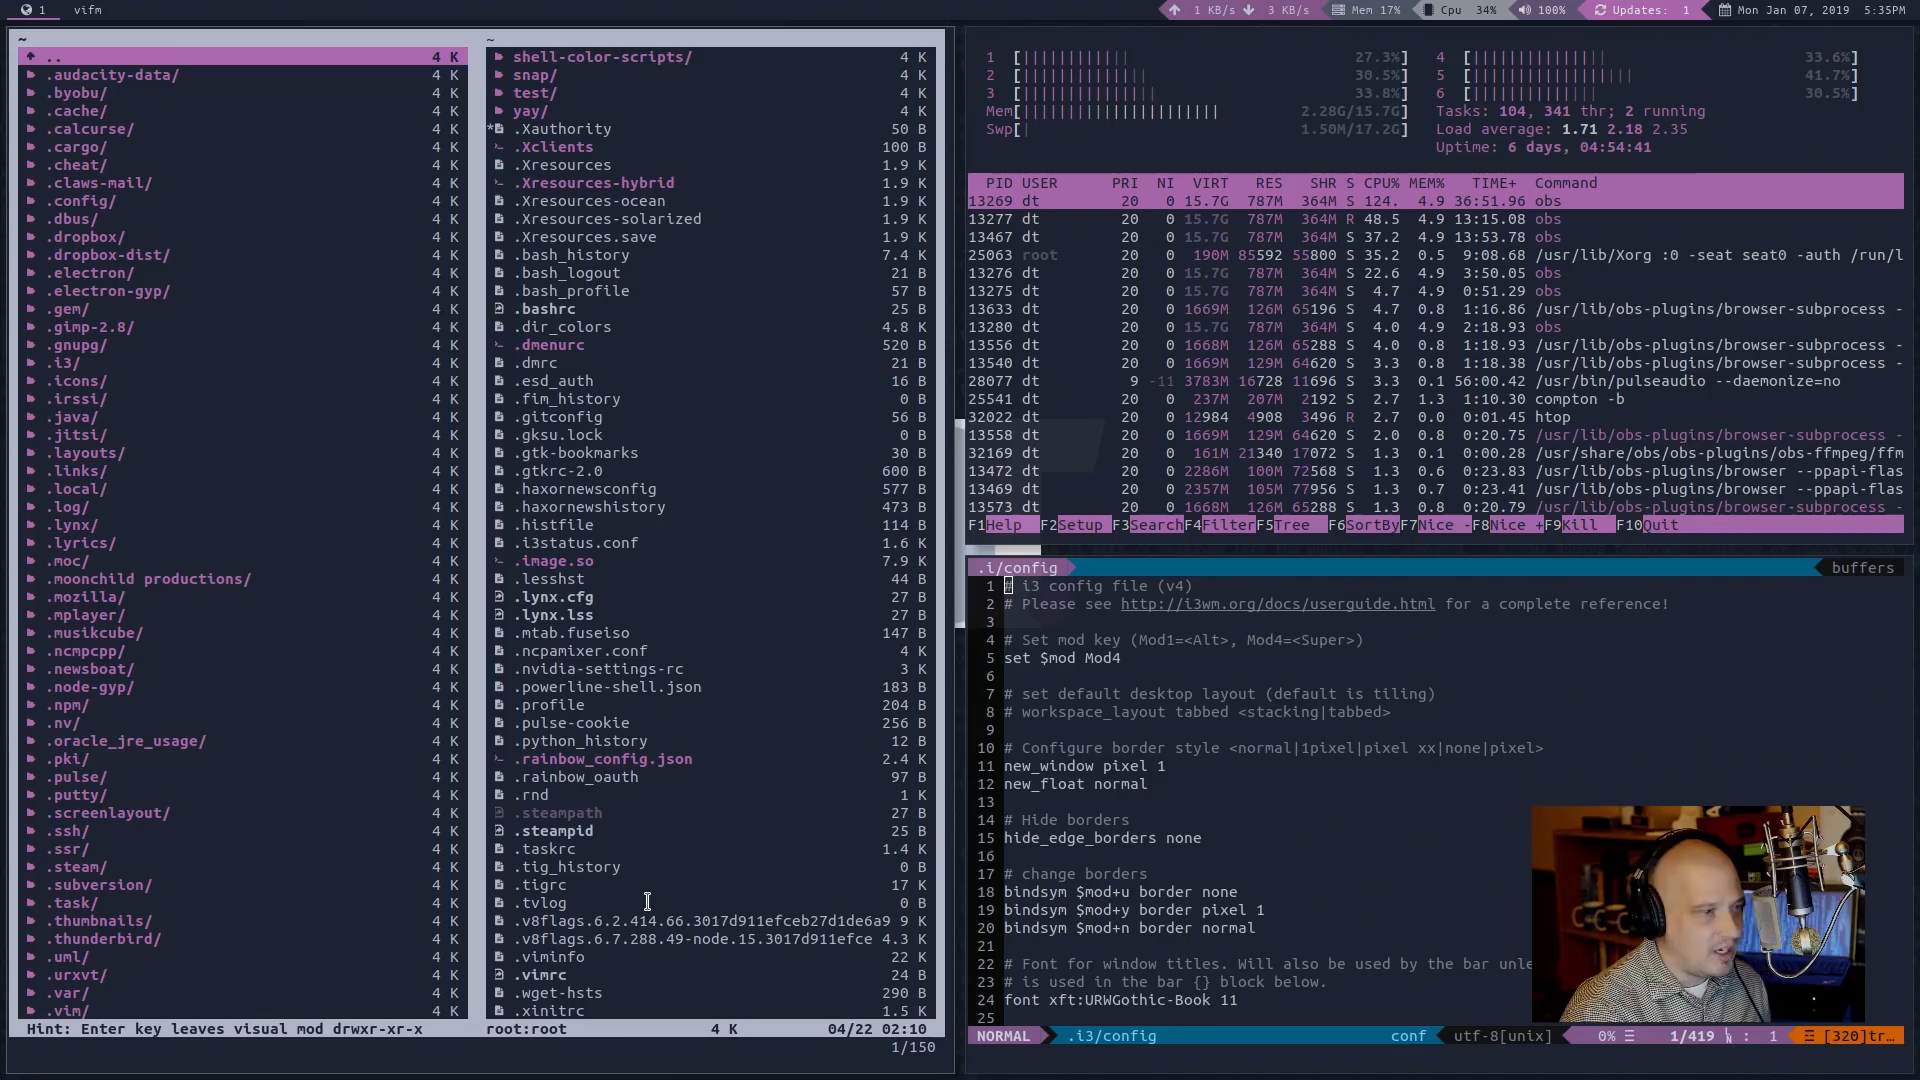 1 vifm 1 KB/s 3 KB/s Mem 17% Cpu 34% 100% Updates: 1 Mon Jan 07, 2019 5:35PM
~
.. 4 K
.audacity-data/ 4 K
.byobu/ 4 K
.cache/ 4 K
.calcurse/ 4 K
.cargo/ 4 K
.cheat/ 4 K
.claws-mail/ 4 K
.config/ 4 K
.dbus/ 4 K
.dropbox/ 4 K
.dropbox-dist/ 4 K
.electron/ 4 K
.electron-gyp/ 4 K
.gem/ 4 K
.gimp-2.8/ 4 K
.gnupg/ 4 K
.i3/ 4 K
.icons/ 4 K
.irssi/ 4 K
.java/ 4 K
.jitsi/ 4 K
.layouts/ 4 K
.links/ 4 K
.local/ 4 K
.log/ 4 K
.lynx/ 4 K
.lyrics/ 4 K
.moc/ 4 K
.moonchild productions/ 4 K
.mozilla/ 4 K
.mplayer/ 4 K
.musikcube/ 4 K
.ncmpcpp/ 4 K
.newsboat/ 4 K
.node-gyp/ 4 K
.npm/ 4 K
.nv/ 4 K
.oracle_jre_usage/ 4 K
.pki/ 4 K
.pulse/ 4 K
.putty/ 4 K
.screenlayout/ 4 K
.ssh/ 4 K
.ssr/ 4 K
.steam/ 4 K
.subversion/ 4 K
.task/ 4 K
.thumbnails/ 4 K
.thunderbird/ 4 K
.uml/ 4 K
.urxvt/ 4 K
.var/ 4 K
.vim/ 4 K
~
shell-color-scripts/ 4 K
snap/ 4 K
test/ 4 K
yay/ 4 K
*.Xauthority 50 B
.Xclients 100 B
.Xresources 1.9 K
.Xresources-hybrid 1.9 K
.Xresources-ocean 1.9 K
.Xresources-solarized 1.9 K
.Xresources.save 1.9 K
.bash_history 7.4 K
.bash_logout 21 B
.bash_profile 57 B
.bashrc 25 B
.dir_colors 4.8 K
.dmenurc 520 B
.dmrc 21 B
.esd_auth 16 B
.fim_history 0 B
.gitconfig 56 B
.gksu.lock 0 B
.gtk-bookmarks 30 B
.gtkrc-2.0 600 B
.haxornewsconfig 577 B
.haxornewshistory 473 B
.histfile 114 B
.i3status.conf 1.6 K
.image.so 7.9 K
.lesshst 44 B
.lynx.cfg 27 B
.lynx.lss 27 B
.mtab.fuseiso 147 B
.ncpamixer.conf 4 K
.nvidia-settings-rc 3 K
.powerline-shell.json 183 B
.profile 204 B
.pulse-cookie 256 B
.python_history 12 B
.rainbow_config.json 2.4 K
.rainbow_oauth 97 B
.rnd 1 K
.steampath 27 B
.steampid 25 B
.taskrc 1.4 K
.tig_history 0 B
.tigrc 17 K
.tvlog 0 B
.v8flags.6.2.414.66.3017d911efceb27d1de6a9 9 K
.v8flags.6.7.288.49-node.15.3017d911efce 4.3 K
.viminfo 22 K
.vimrc 24 B
.wget-hsts 290 B
.xinitrc 1.5 K
Hint: Enter key leaves visual mod drwxr-xr-x root:root 4 K 04/22 02:10
1/150
1 [ 27.3%] 4 [ 33.6%]
2 [ 30.5%] 5 [ 41.7%]
3 [ 33.8%] 6 [ 30.5%]
Mem[ 2.28G/15.7G] Tasks: 104, 341 thr; 2 running
Swp[ 1.50M/17.2G] Load average: 1.71 2.18 2.35
Uptime: 6 days, 04:54:41
PID USER PRI NI VIRT RES SHR S CPU% MEM% TIME+ Command
13269 dt 20 0 15.7G 787M 364M S 124. 4.9 36:51.96 obs
13277 dt 20 0 15.7G 787M 364M R 48.5 4.9 13:15.08 obs
13467 dt 20 0 15.7G 787M 364M S 37.2 4.9 13:53.78 obs
25063 root 20 0 190M 85592 55800 S 35.2 0.5 9:08.68 /usr/lib/Xorg :0 -seat seat0 -auth /run/l
13276 dt 20 0 15.7G 787M 364M S 22.6 4.9 3:50.05 obs
13275 dt 20 0 15.7G 787M 364M S 4.7 4.9 0:51.29 obs
13633 dt 20 0 1669M 126M 65196 S 4.7 0.8 1:16.86 /usr/lib/obs-plugins/browser-subprocess -
13280 dt 20 0 15.7G 787M 364M S 4.0 4.9 2:18.93 obs
13556 dt 20 0 1668M 126M 65288 S 4.0 0.8 1:18.93 /usr/lib/obs-plugins/browser-subprocess -
13540 dt 20 0 1669M 129M 64620 S 3.3 0.8 1:18.38 /usr/lib/obs-plugins/browser-subprocess -
28077 dt 9 -11 3783M 16728 11696 S 3.3 0.1 56:00.42 /usr/bin/pulseaudio --daemonize=no
25541 dt 20 0 237M 207M 2192 S 2.7 1.3 1:10.30 compton -b
32022 dt 20 0 12984 4908 3496 R 2.7 0.0 0:01.45 htop
13558 dt 20 0 1669M 129M 64620 S 2.0 0.8 0:20.75 /usr/lib/obs-plugins/browser-subprocess -
32169 dt 20 0 161M 21340 17072 S 1.3 0.1 0:00.28 /usr/share/obs/obs-plugins/obs-ffmpeg/ffm
13472 dt 20 0 2286M 100M 72568 S 1.3 0.6 0:23.83 /usr/lib/obs-plugins/browser --ppapi-flas
13469 dt 20 0 2357M 105M 77956 S 1.3 0.7 0:23.41 /usr/lib/obs-plugins/browser --ppapi-flas
13573 dt 20 0 1668M 126M 65288 S 1.3 0.8 0:20.79 /usr/lib/obs-plugins/browser-subprocess -
F1Help F2Setup F3SearchF4FilterF5Tree F6SortByF7Nice -F8Nice +F9Kill F10Quit
.i/config buffers
1 # i3 config file (v4)
2 # Please see http://i3wm.org/docs/userguide.html for a complete reference!
3
4 # Set mod key (Mod1=<Alt>, Mod4=<Super>)
5 set $mod Mod4
6
7 # set default desktop layout (default is tiling)
8 # workspace_layout tabbed <stacking|tabbed>
9
10 # Configure border style <normal|1pixel|pixel xx|none|pixel>
11 new_window pixel 1
12 new_float normal
13
14 # Hide borders
15 hide_edge_borders none
16
17 # change borders
18 bindsym $mod+u border none
19 bindsym $mod+y border pixel 1
20 bindsym $mod+n border normal
21
22 # Font for window titles. Will also be used by the bar unle
23 # is used in the bar {} block below.
24 font xft:URWGothic-Book 11
25
NORMAL .i3/config conf utf-8[unix] 0% 1/419 : 1 [320]tr…